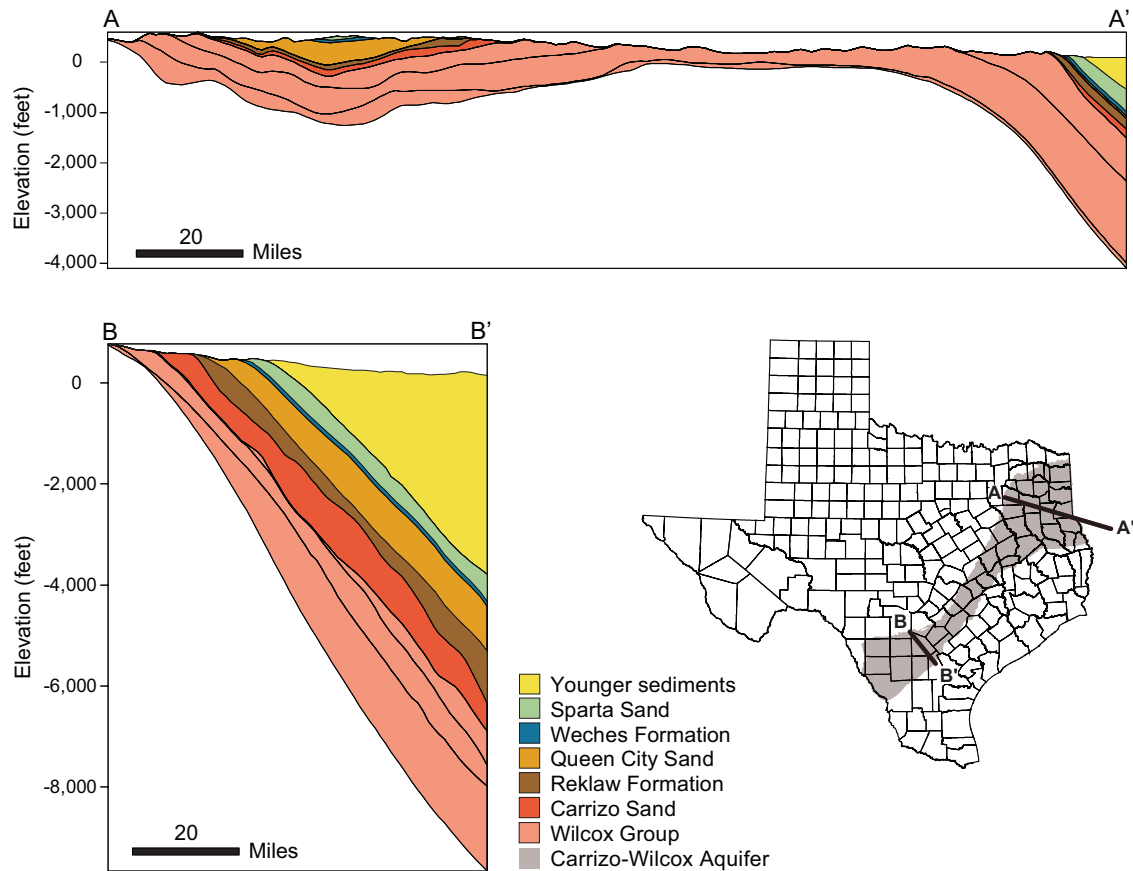 A A’
Elevation (feet)
0
-1,000
-2,000
-3,000
-4,000
20
Miles
B B’
Elevation (feet)
0
-2,000
-4,000
-6,000
-8,000
20
Miles
Younger sediments
Sparta Sand
Weches Formation
Queen City Sand
Reklaw Formation
Carrizo Sand
Wilcox Group
Carrizo-Wilcox Aquifer
A
A'
B
B'